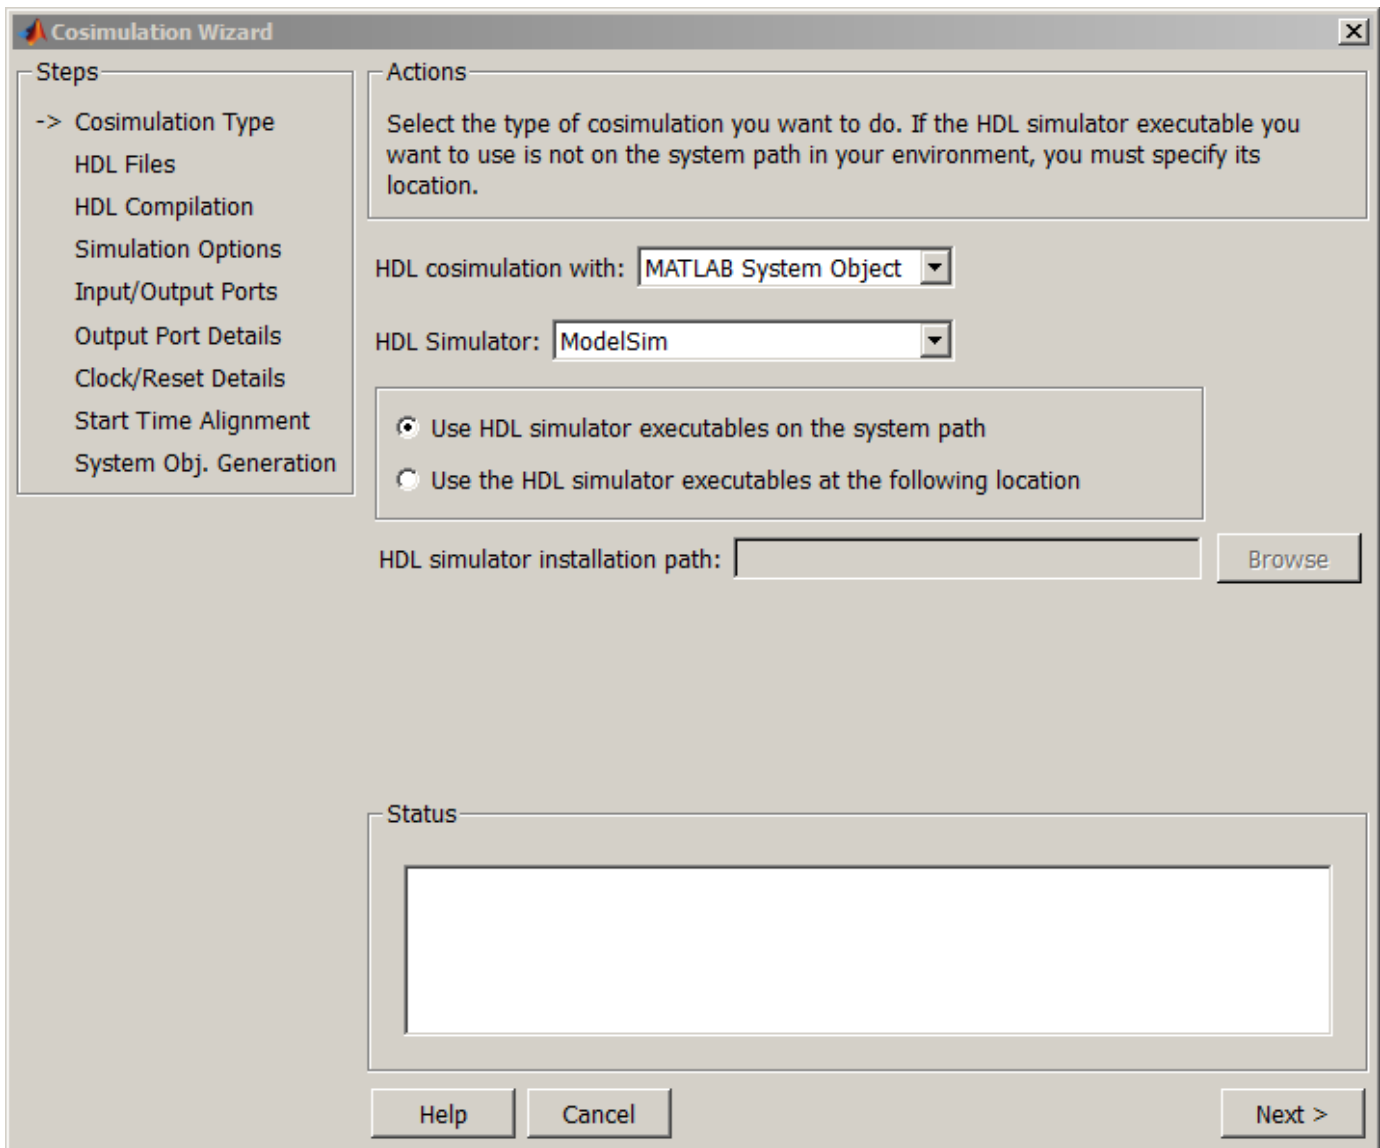 Cosimulation Wizard
Steps
-> Cosimulation Type
HDL Files
HDL Compilation
Simulation Options
Input/Output Ports
Output Port Details
Clock/Reset Details
Start Time Alignment
System Obj. Generation
Actions
Select the type of cosimulation you want to do. If the HDL simulator executable you
want to use is not on the system path in your environment, you must specify its
location.
HDL cosimulation with: MATLAB System Object
HDL Simulator: ModelSim
Use HDL simulator executables on the system path
Use the HDL simulator executables at the following location
HDL simulator installation path: Browse
Status
Help Cancel Next >